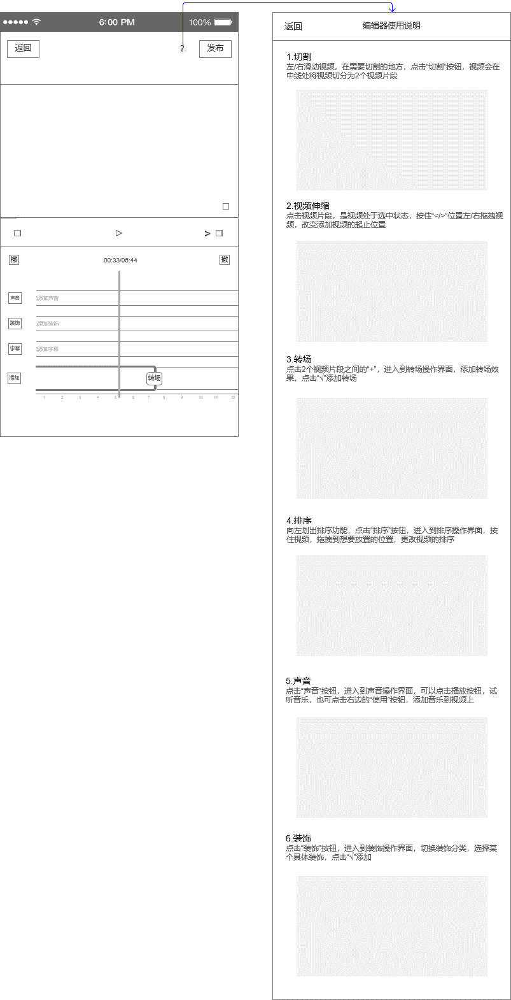 6:00 PM
100%
返回
?
发布
>
撤
00:33/05:44
撤
声音
添加声音
装饰
添加装饰
字幕
添加字幕
添加
转场
1 2 3 4 5 6 7 8 9 10 11 12
返回
编辑器使用说明
1.切割
左/右滑动视频，在需要切割的地方，点击“切割”按钮，视频会在
中线处将视频切分为2个视频片段
2.视频伸缩
点击视频片段，是视频处于选中状态，按住“</>”位置左/右拖拽视
频，改变添加视频的起止位置
3.转场
点击2个视频片段之间的“+”，进入到转场操作界面，添加转场效
果，点击“√”添加转场
4.排序
向左划出排序功能，点击“排序”按钮，进入到排序操作界面，按
住视频，拖拽到想要放置的位置，更改视频的排序
5.声音
点击“声音”按钮，进入到声音操作界面，可以点击播放按钮，试
听音乐，也可点击右边的“使用”按钮，添加音乐到视频上
6.装饰
点击“装饰”按钮，进入到装饰操作界面，切换装饰分类，选择某
个具体装饰，点击“√”添加